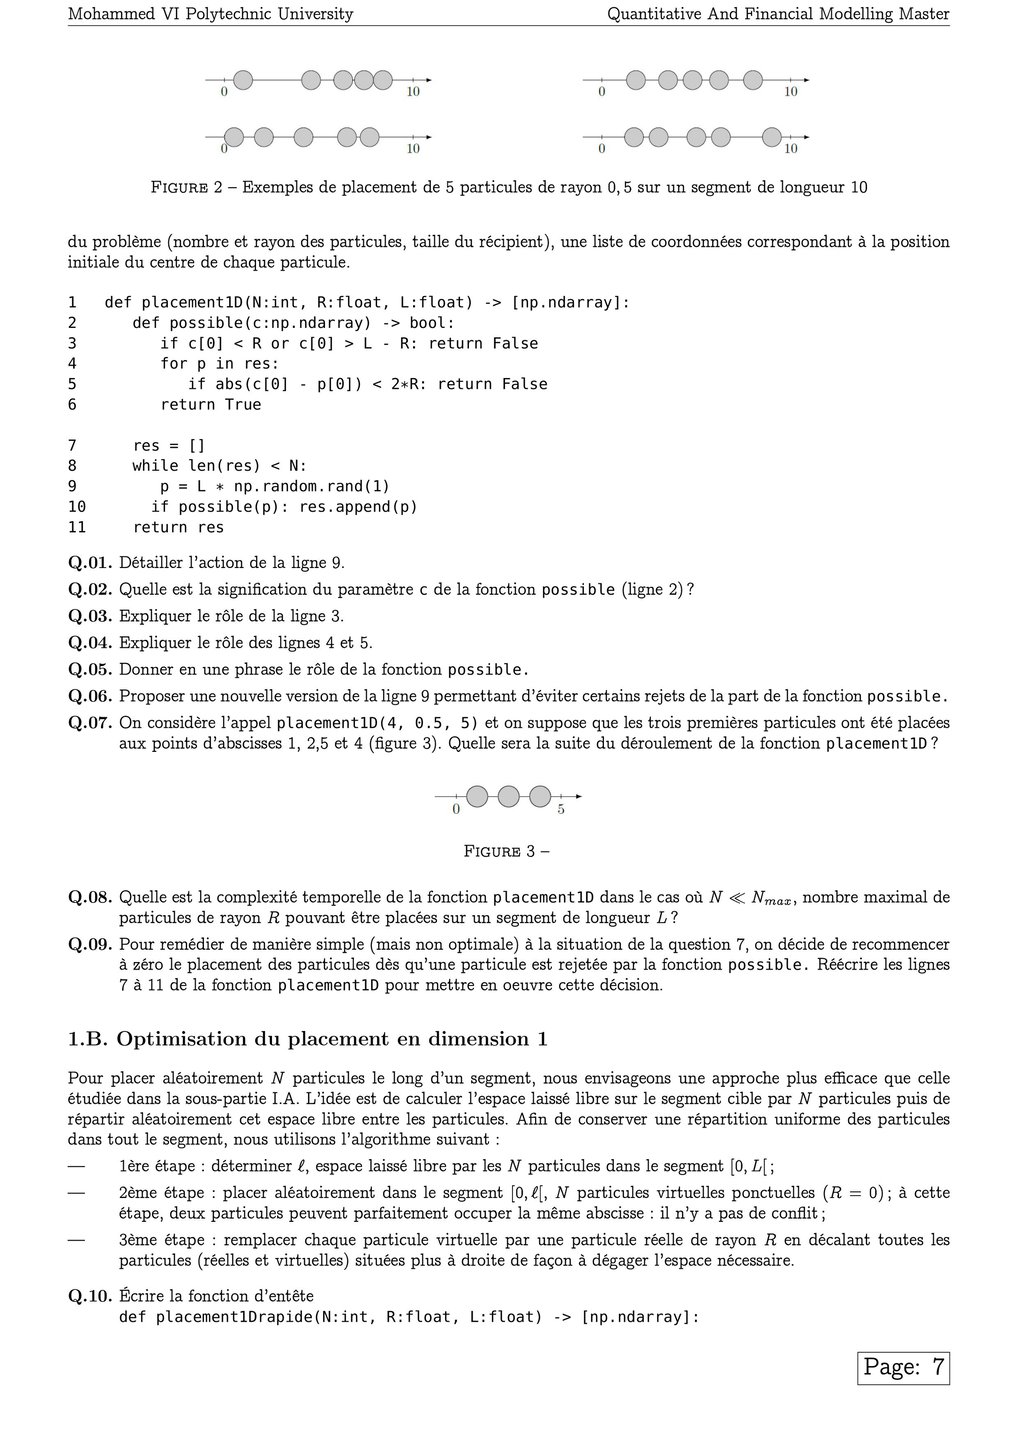 Mohammed VI Polytechnic University Quantitative And Financial Modelling Master
0 10 0 10
0 10 0 10
Figure 2 – Exemples de placement de 5 particules de rayon 0,5 sur un segment de longueur 10
du problème (nombre et rayon des particules, taille du récipient), une liste de coordonnées correspondant à la position
initiale du centre de chaque particule.
1 def placement1D(N:int, R:float, L:float) -> [np.ndarray]:
2 def possible(c:np.ndarray) -> bool:
3 if c[0] < R or c[0] > L - R: return False
4 for p in res:
5 if abs(c[0] - p[0]) < 2*R: return False
6 return True
7 res = []
8 while len(res) < N:
9 p = L * np.random.rand(1)
10 if possible(p): res.append(p)
11 return res
Q.01. Détailler l'action de la ligne 9.
Q.02. Quelle est la signification du paramètre c de la fonction possible (ligne 2) ?
Q.03. Expliquer le rôle de la ligne 3.
Q.04. Expliquer le rôle des lignes 4 et 5.
Q.05. Donner en une phrase le rôle de la fonction possible.
Q.06. Proposer une nouvelle version de la ligne 9 permettant d'éviter certains rejets de la part de la fonction possible.
Q.07. On considère l'appel placement1D(4, 0.5, 5) et on suppose que les trois premières particules ont été placées
aux points d'abscisses 1, 2,5 et 4 (figure 3). Quelle sera la suite du déroulement de la fonction placement1D ?
0 5
Figure 3 –
Q.08. Quelle est la complexité temporelle de la fonction placement1D dans le cas où N ≪ Nmax, nombre maximal de
particules de rayon R pouvant être placées sur un segment de longueur L ?
Q.09. Pour remédier de manière simple (mais non optimale) à la situation de la question 7, on décide de recommencer
à zéro le placement des particules dès qu'une particule est rejetée par la fonction possible. Réécrire les lignes
7 à 11 de la fonction placement1D pour mettre en oeuvre cette décision.
1.B. Optimisation du placement en dimension 1
Pour placer aléatoirement N particules le long d'un segment, nous envisageons une approche plus efficace que celle
étudiée dans la sous-partie I.A. L'idée est de calculer l'espace laissé libre sur le segment cible par N particules puis de
répartir aléatoirement cet espace libre entre les particules. Afin de conserver une répartition uniforme des particules
dans tout le segment, nous utilisons l'algorithme suivant :
— 1ère étape : déterminer ℓ, espace laissé libre par les N particules dans le segment [0, L[ ;
— 2ème étape : placer aléatoirement dans le segment [0, ℓ[, N particules virtuelles ponctuelles (R = 0) ; à cette
étape, deux particules peuvent parfaitement occuper la même abscisse : il n'y a pas de conflit ;
— 3ème étape : remplacer chaque particule virtuelle par une particule réelle de rayon R en décalant toutes les
particules (réelles et virtuelles) situées plus à droite de façon à dégager l'espace nécessaire.
Q.10. Écrire la fonction d'entête
def placement1Drapide(N:int, R:float, L:float) -> [np.ndarray]:
Page: 7